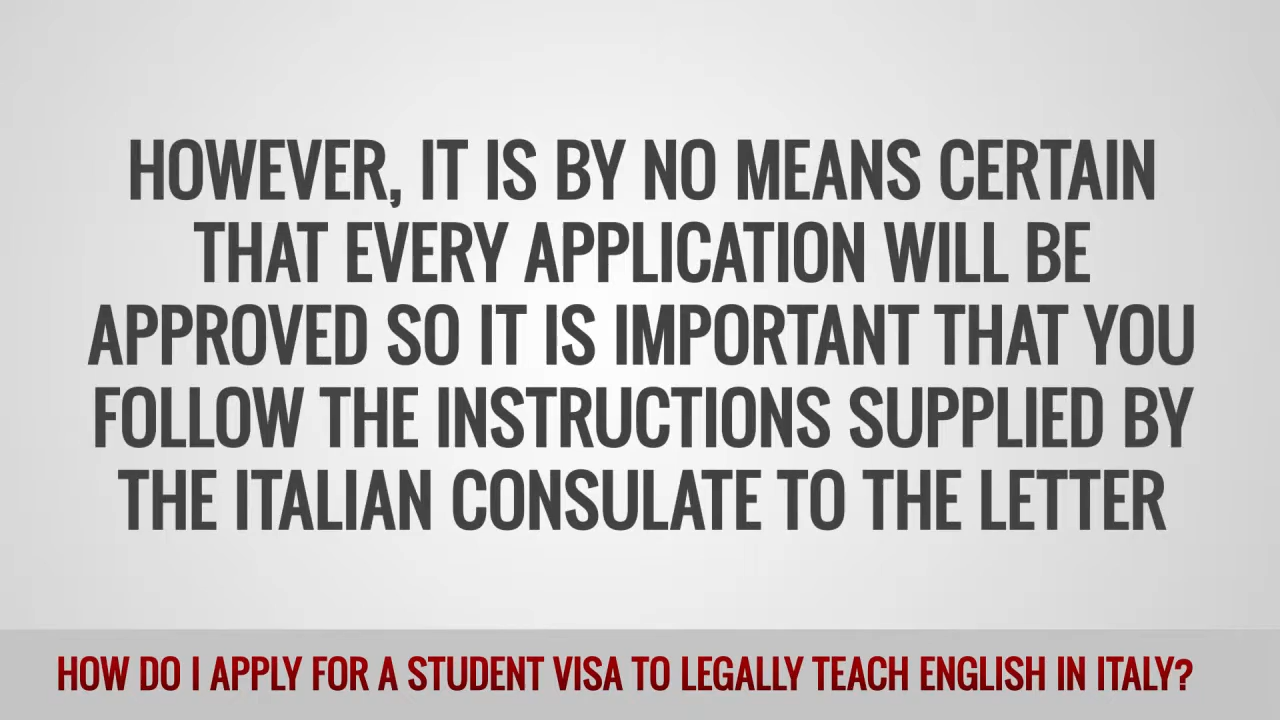 HOWEVER, IT IS BY NO MEANS CERTAIN
THAT EVERY APPLICATION WILL BE
APPROVED SO IT IS IMPORTANT THAT YOU
FOLLOW THE INSTRUCTIONS SUPPLIED BY
THE ITALIAN CONSULATE TO THE LETTER
HOW DO I APPLY FOR A STUDENT VISA TO LEGALLY TEACH ENGLISH IN ITALY?